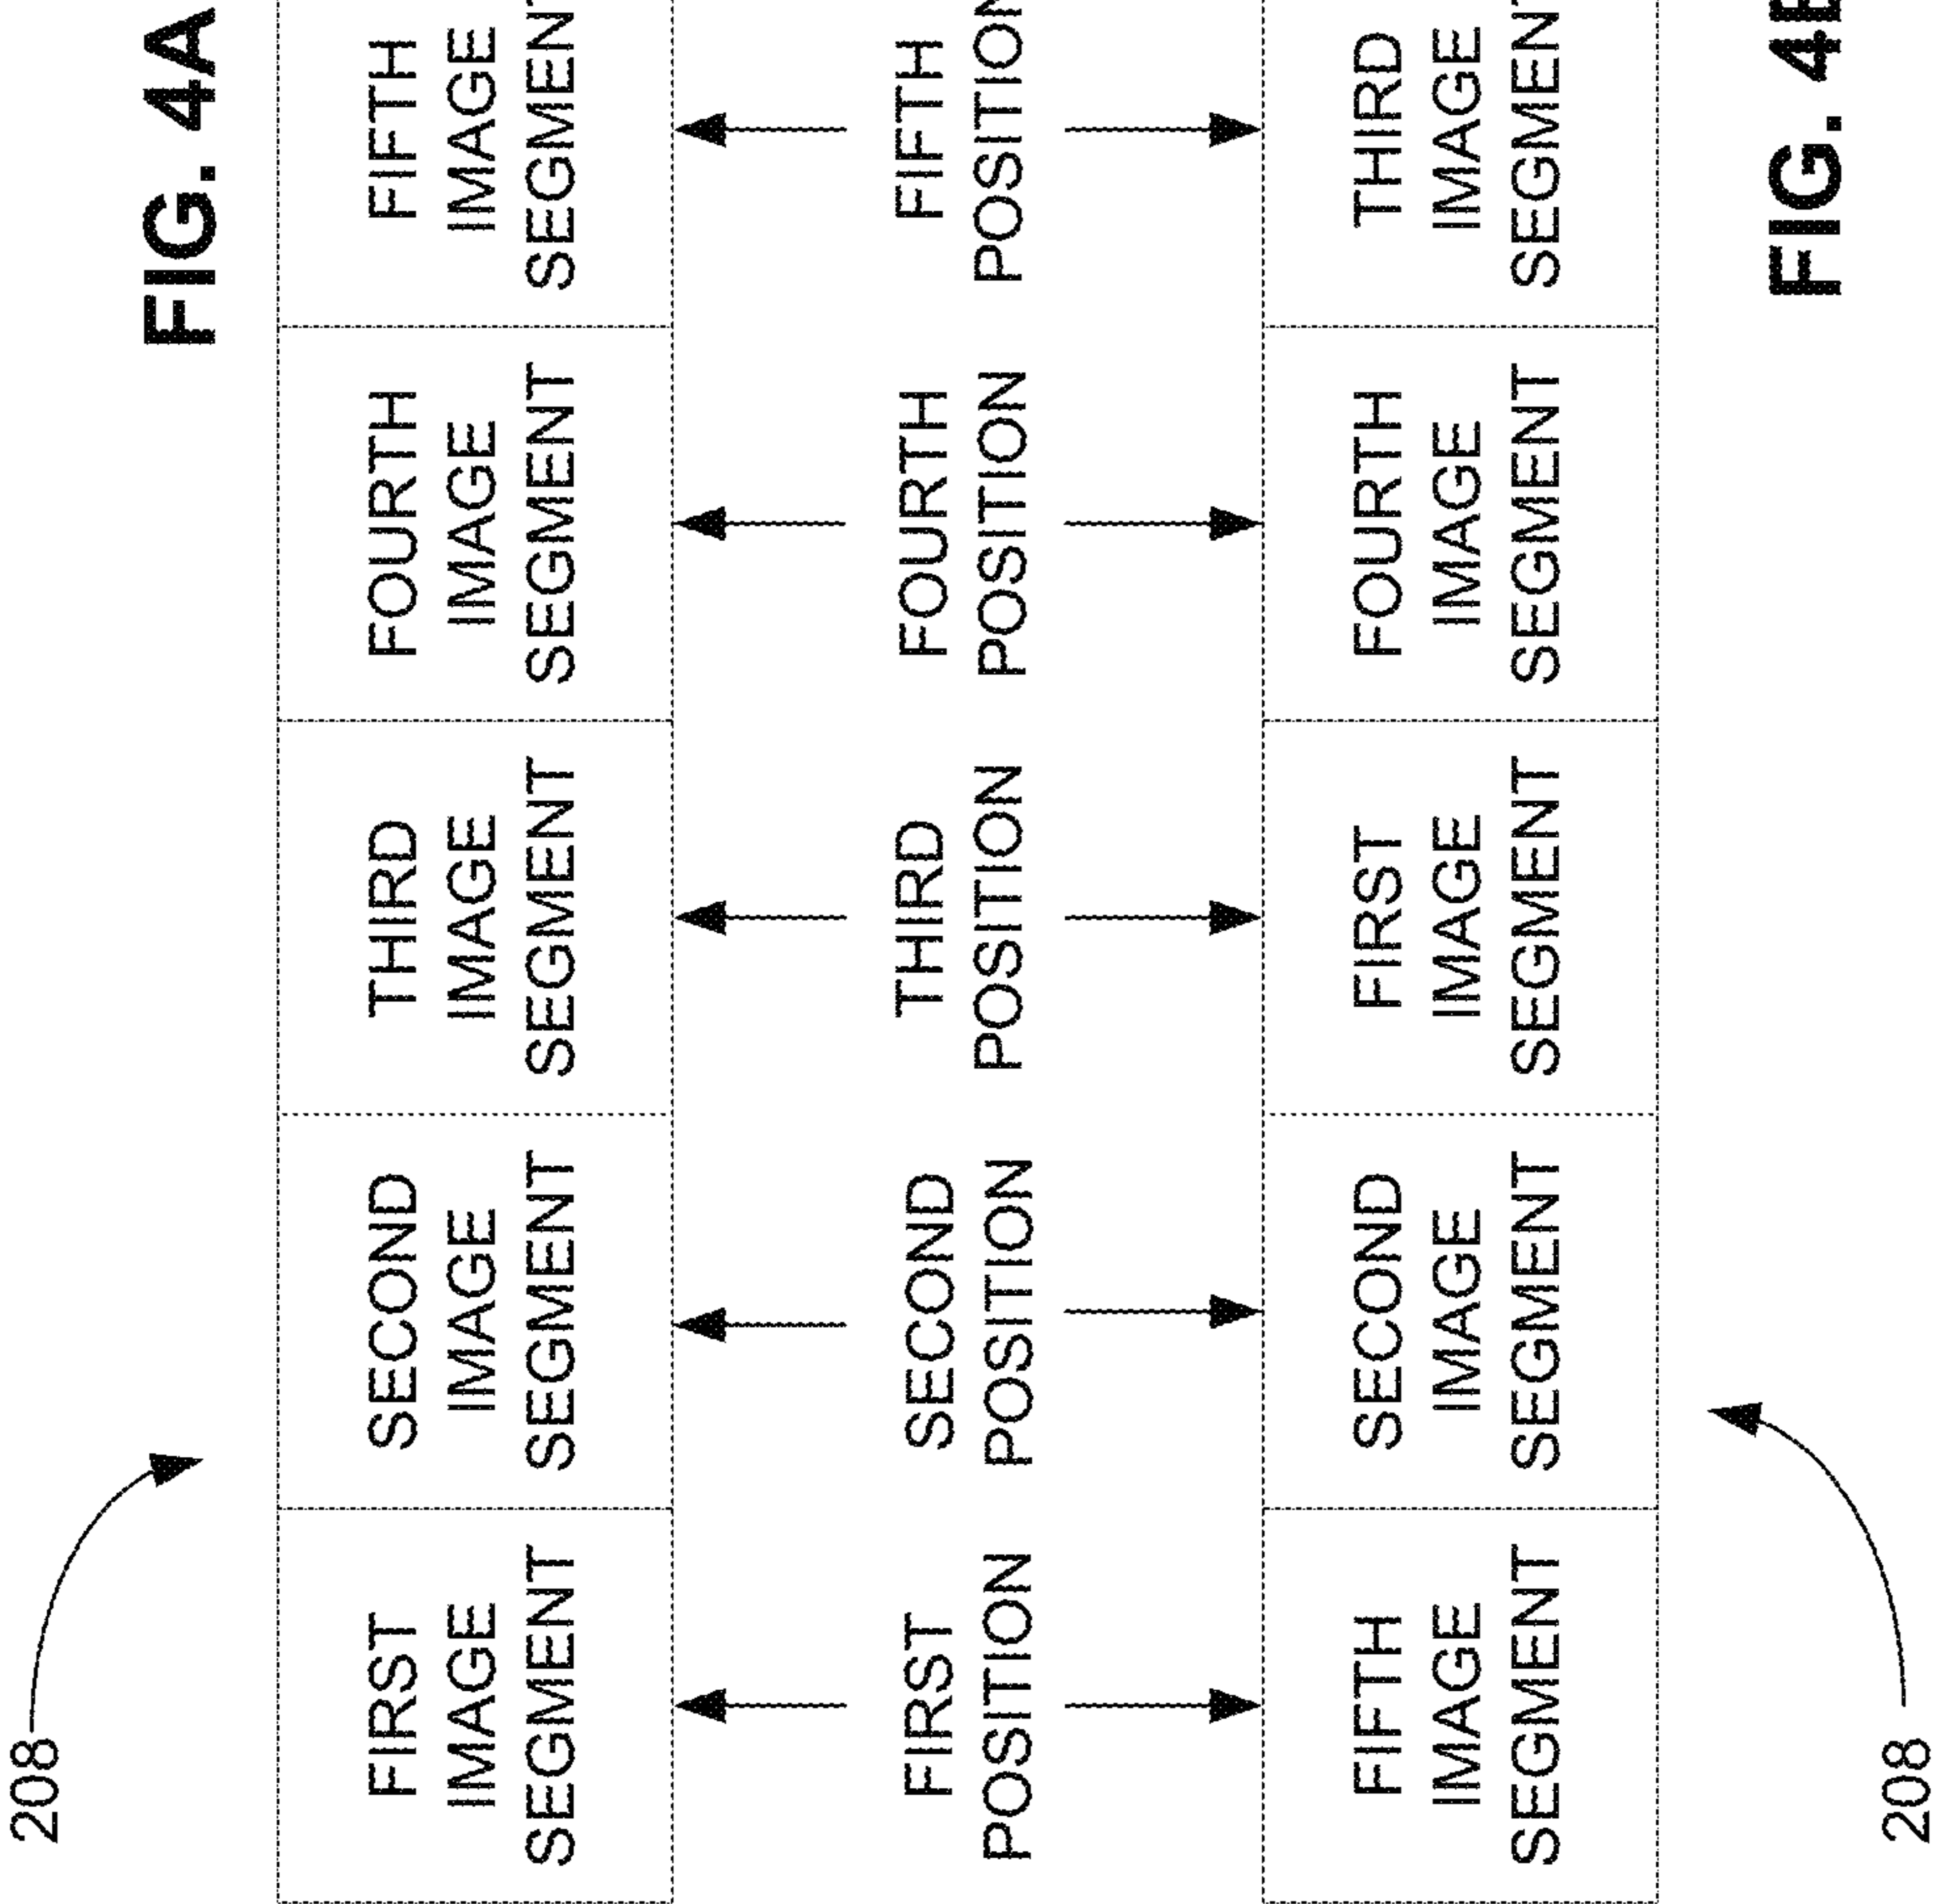 208
FIG. 4A
FIRST
IMAGE
SEGMENT
SECOND
IMAGE
SEGMENT
THIRD
IMAGE
SEGMENT
FOURTH
IMAGE
SEGMENT
FIFTH
IMAGE
SEGMENT
FIRST
POSITION
SECOND
POSITION
THIRD
POSITION
FOURTH
POSITION
FIFTH
POSITION
FIFTH
IMAGE
SEGMENT
SECOND
IMAGE
SEGMENT
FIRST
IMAGE
SEGMENT
FOURTH
IMAGE
SEGMENT
THIRD
IMAGE
SEGMENT
208
FIG. 4B